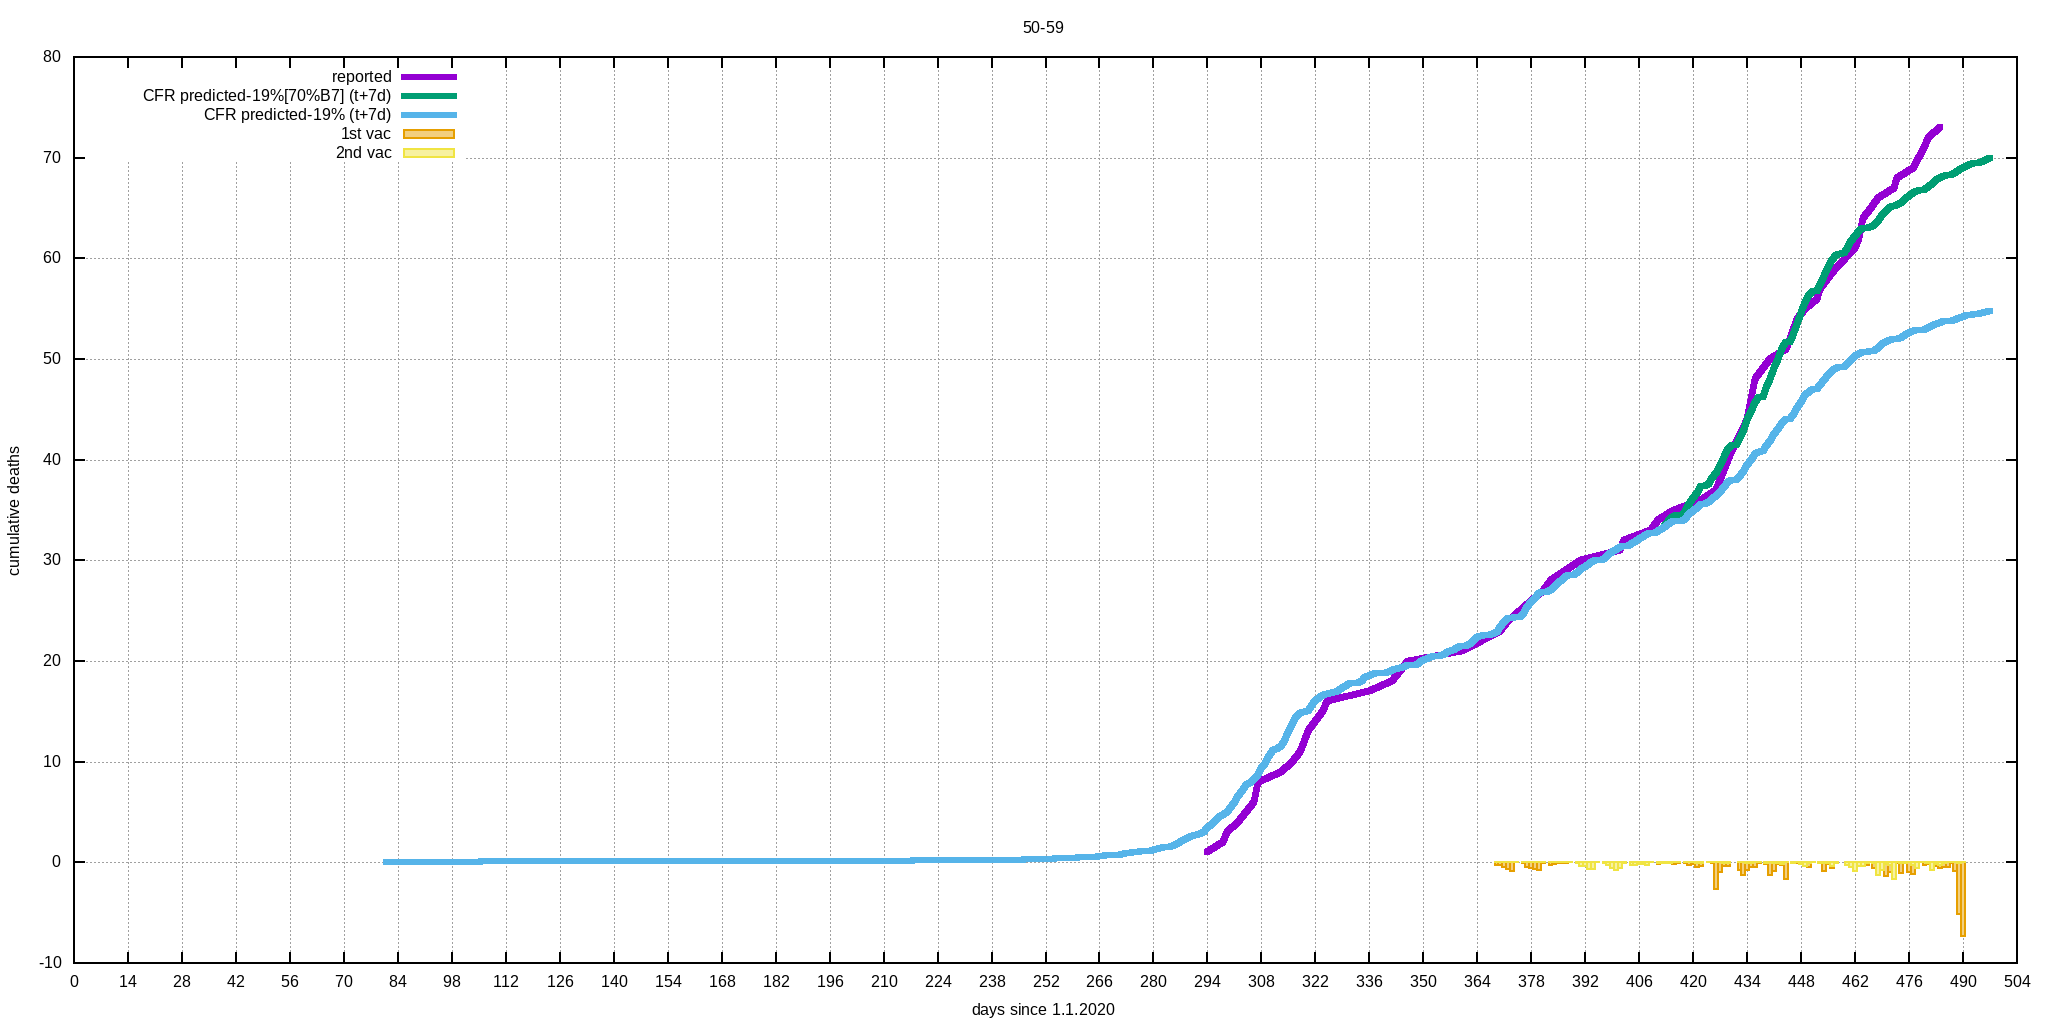 50-59
80
70
60
50
40
30
20
10
0
-10
cumulative deaths
reported
CFR predicted-19%[70%B7] (t+7d)
CFR predicted-19% (t+7d)
1st vac
2nd vac
0 14 28 42 56 70 84 98 112 126 140 154 168 182 196 210 224 238 252 266 280 294 308 322 336 350 364 378 392 406 420 434 448 462 476 490 504
days since 1.1.2020